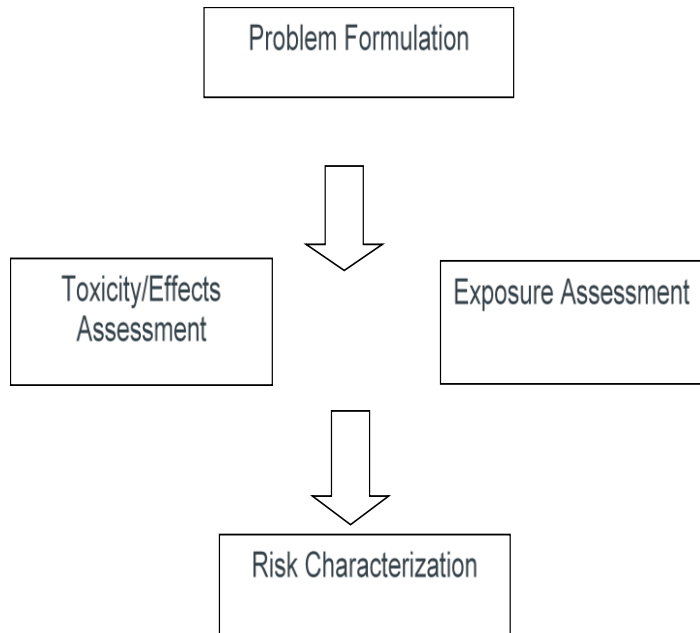 Problem Formulation
Toxicity/Effects
Assessment
Exposure Assessment
Risk Characterization